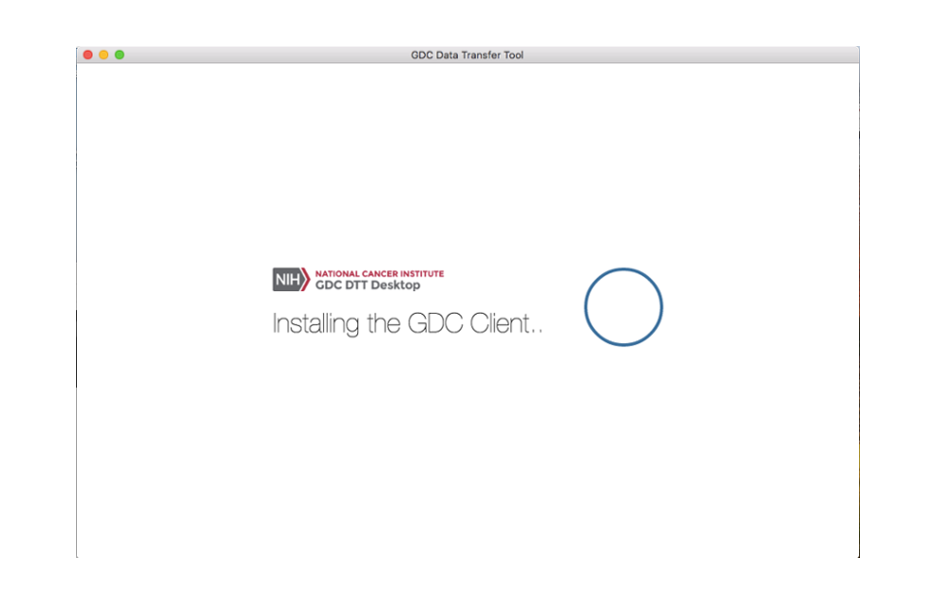 GDC Data Transfer Tool
NIH
NATIONAL CANCER INSTITUTE
GDC DTT Desktop
Installing the GDC Client..